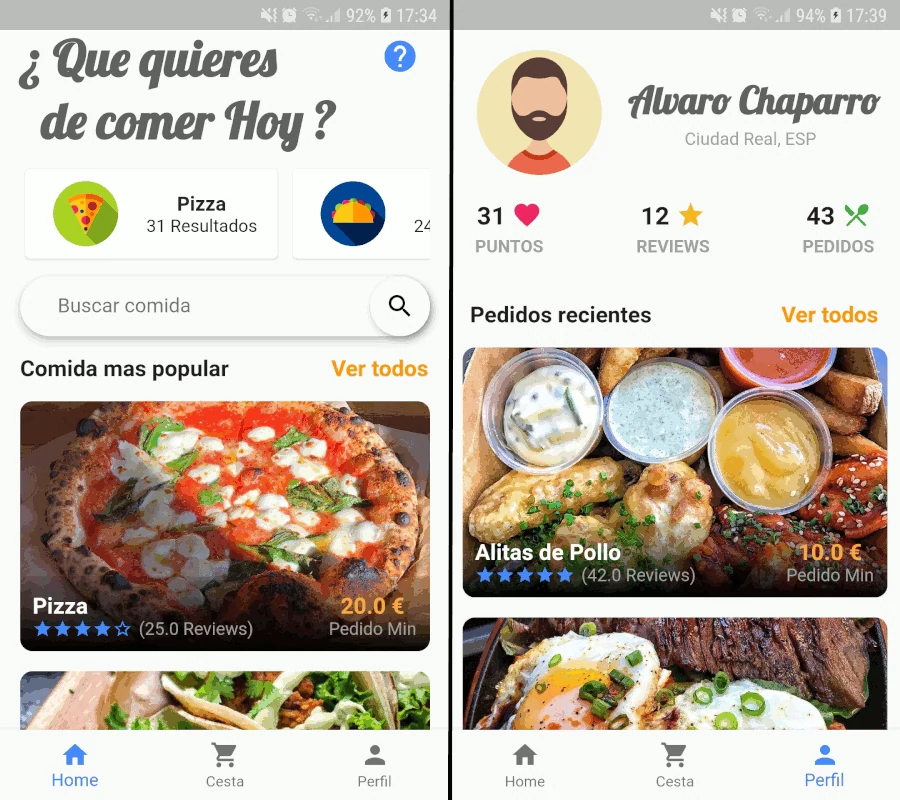 92% 17:34
¿ Que quieres
de comer Hoy ?
?
Pizza
31 Resultados
24
Buscar comida
Comida mas popular Ver todos
Pizza 20.0 €
(25.0 Reviews) Pedido Min
Home Cesta Perfil
94% 17:39
Alvaro Chaparro
Ciudad Real, ESP
31 12 43
PUNTOS REVIEWS PEDIDOS
Pedidos recientes Ver todos
Alitas de Pollo 10.0 €
(42.0 Reviews) Pedido Min
Home Cesta Perfil